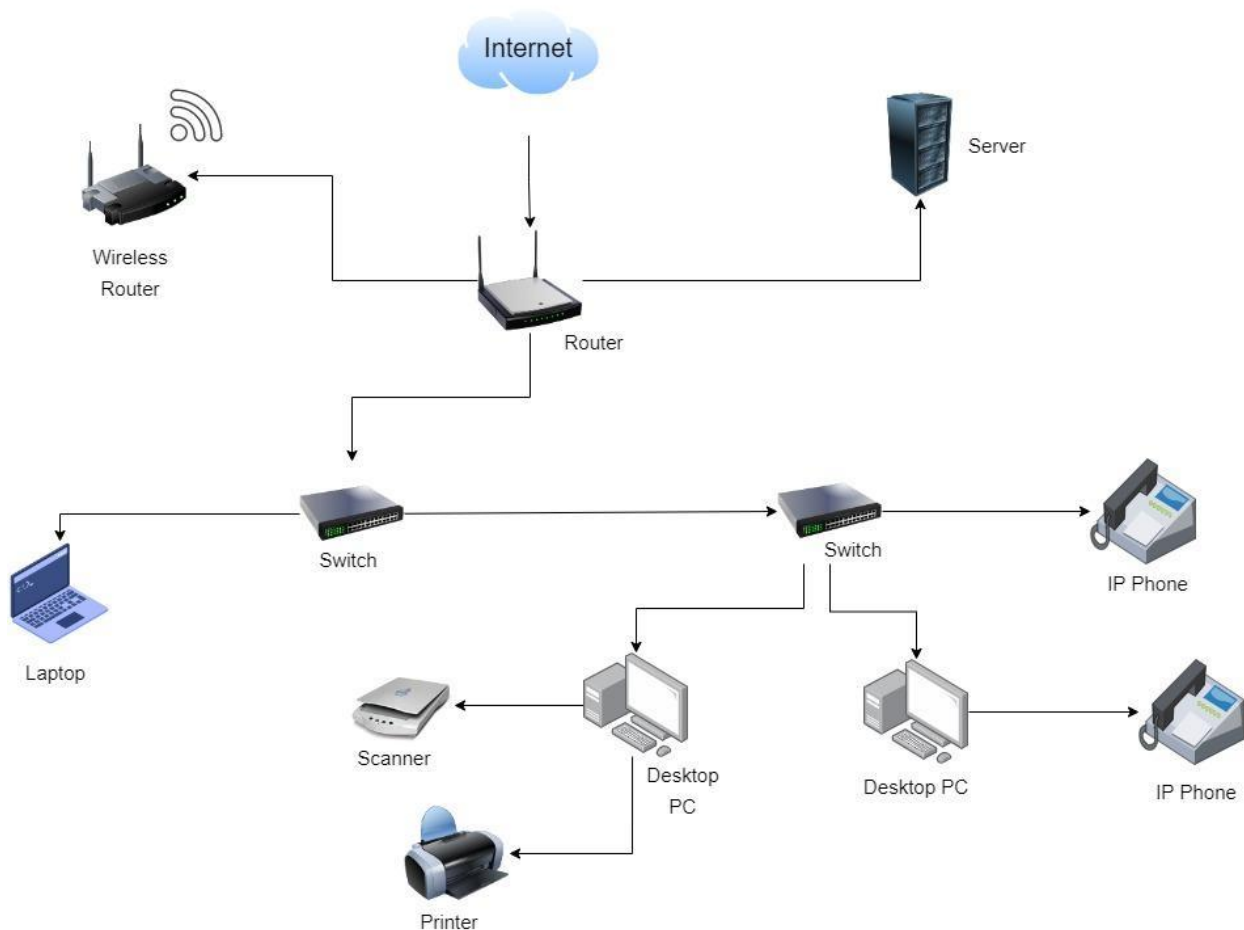 Internet
Server
Wireless
Router
Router
Switch
Switch
IP Phone
Laptop
Scanner
Desktop
PC
Desktop PC
IP Phone
Printer